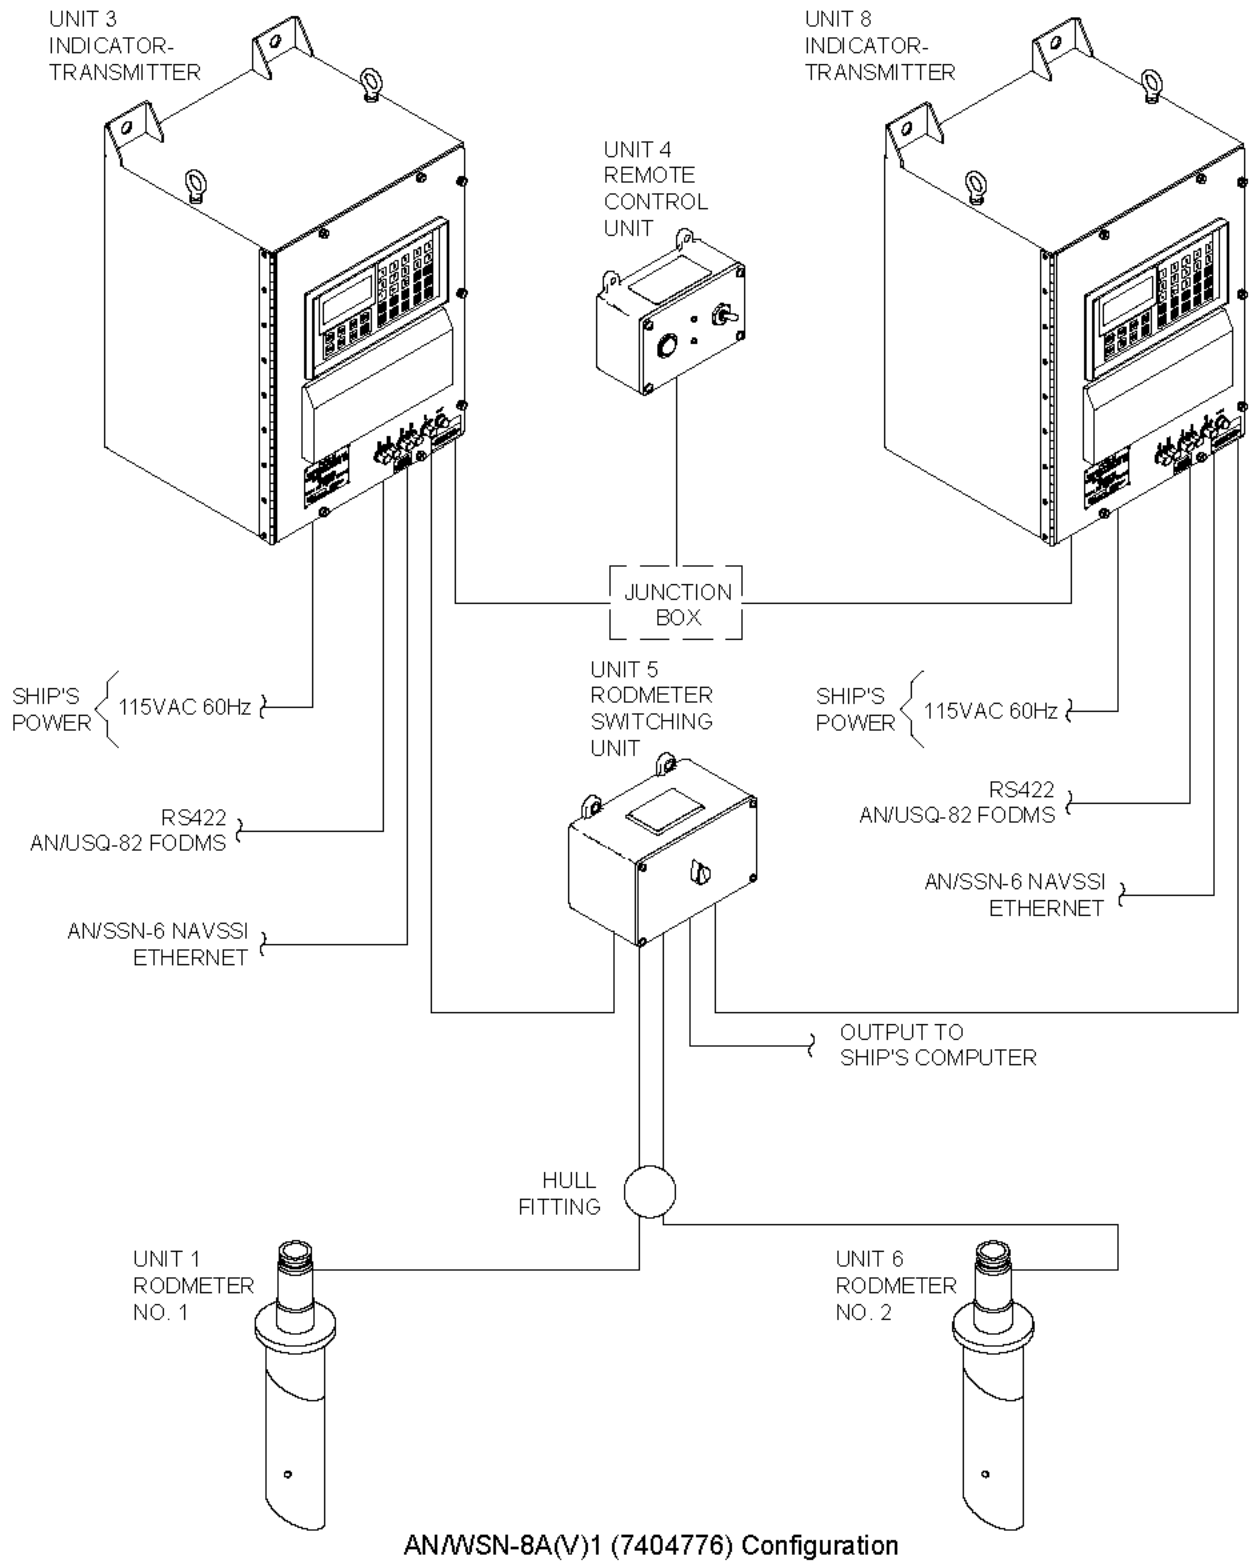 UNIT 3
INDICATOR-
TRANSMITTER
UNIT 8
INDICATOR-
TRANSMITTER
UNIT 4
REMOTE
CONTROL
UNIT
JUNCTION
BOX
UNIT 5
RODMETER
SWITCHING
UNIT
SHIP'S
POWER
115VAC 60Hz
SHIP'S
POWER
115VAC 60Hz
RS422
AN/USQ-82 FODMS
RS422
AN/USQ-82 FODMS
AN/SSN-6 NAVSSI
ETHERNET
AN/SSN-6 NAVSSI
ETHERNET
OUTPUT TO
SHIP'S COMPUTER
HULL
FITTING
UNIT 1
RODMETER
NO. 1
UNIT 6
RODMETER
NO. 2
AN/WSN-8A(V)1 (7404776) Configuration